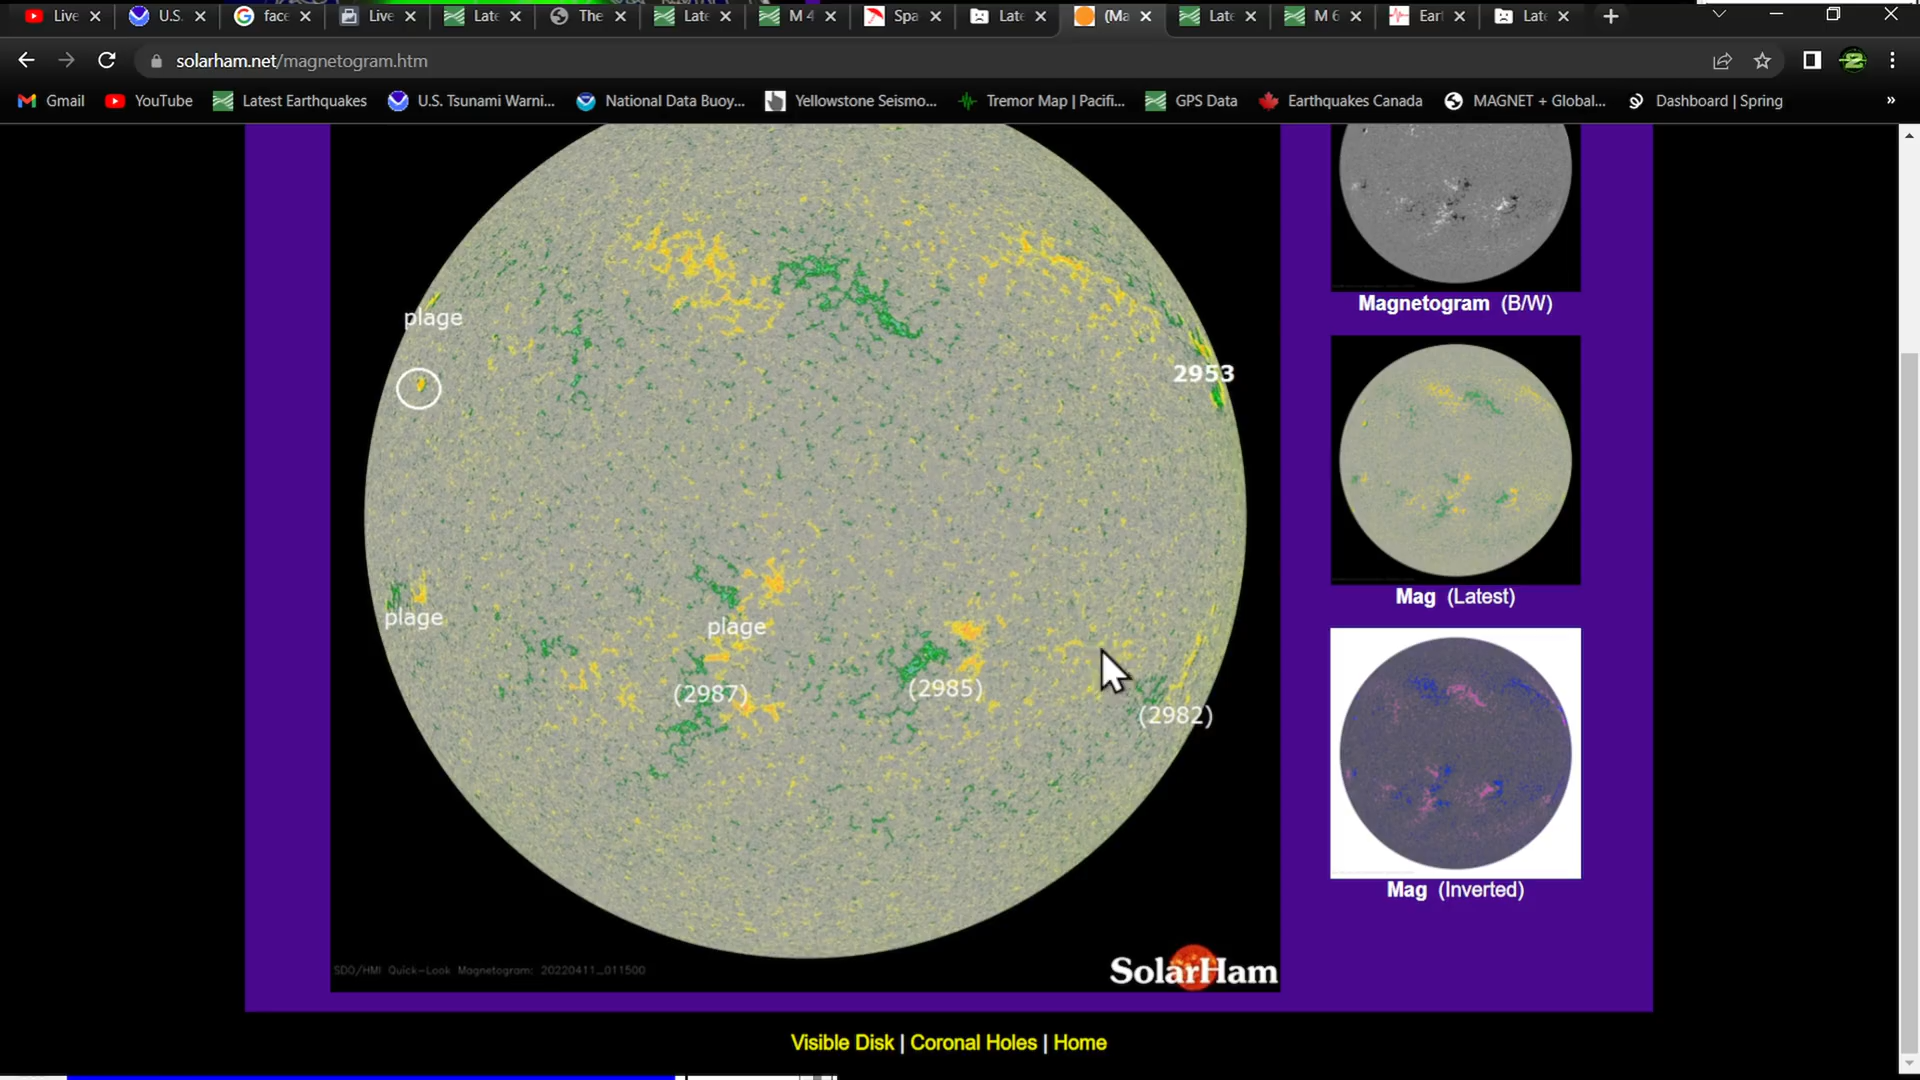 Live
U.S.
face
Live
Late
The
Late
M 4
Spa
Late
(Ma
Late
M 6
Eart
Late
solarham.net/magnetogram.htm
Gmail
YouTube
Latest Earthquakes
U.S. Tsunami Warni...
National Data Buoy...
Yellowstone Seismo...
Tremor Map | Pacifi...
GPS Data
Earthquakes Canada
MAGNET + Global...
Dashboard | Spring
»
plage
2953
plage
plage
(2987)
(2985)
(2982)
SDO/HMI Quick-Look Magnetogram: 20220411_011500
SolarHam
Magnetogram (B/W)
Mag (Latest)
Mag (Inverted)
Visible Disk | Coronal Holes | Home